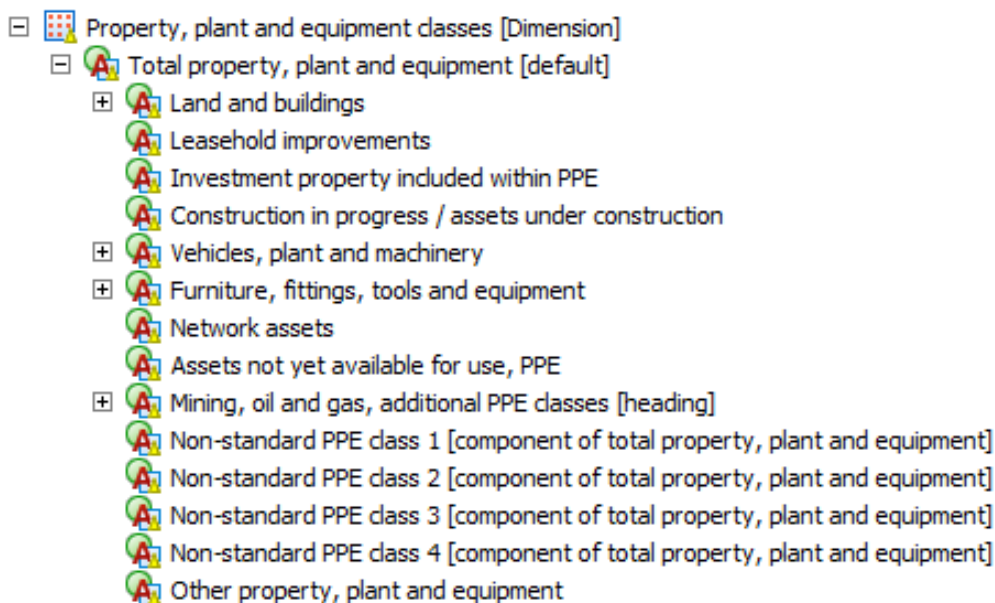 Property, plant and equipment classes [Dimension]
Total property, plant and equipment [default]
Land and buildings
Leasehold improvements
Investment property included within PPE
Construction in progress / assets under construction
Vehicles, plant and machinery
Furniture, fittings, tools and equipment
Network assets
Assets not yet available for use, PPE
Mining, oil and gas, additional PPE classes [heading]
Non-standard PPE class 1 [component of total property, plant and equipment]
Non-standard PPE class 2 [component of total property, plant and equipment]
Non-standard PPE class 3 [component of total property, plant and equipment]
Non-standard PPE class 4 [component of total property, plant and equipment]
Other property, plant and equipment